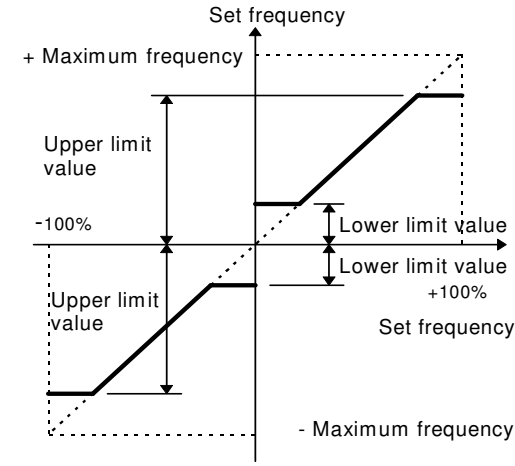 Set frequency
+ Maximum frequency
Upper limit
value
-100%
Lower limit value
Lower limit value
+100%
Upper limit
value
Set frequency
- Maximum frequency